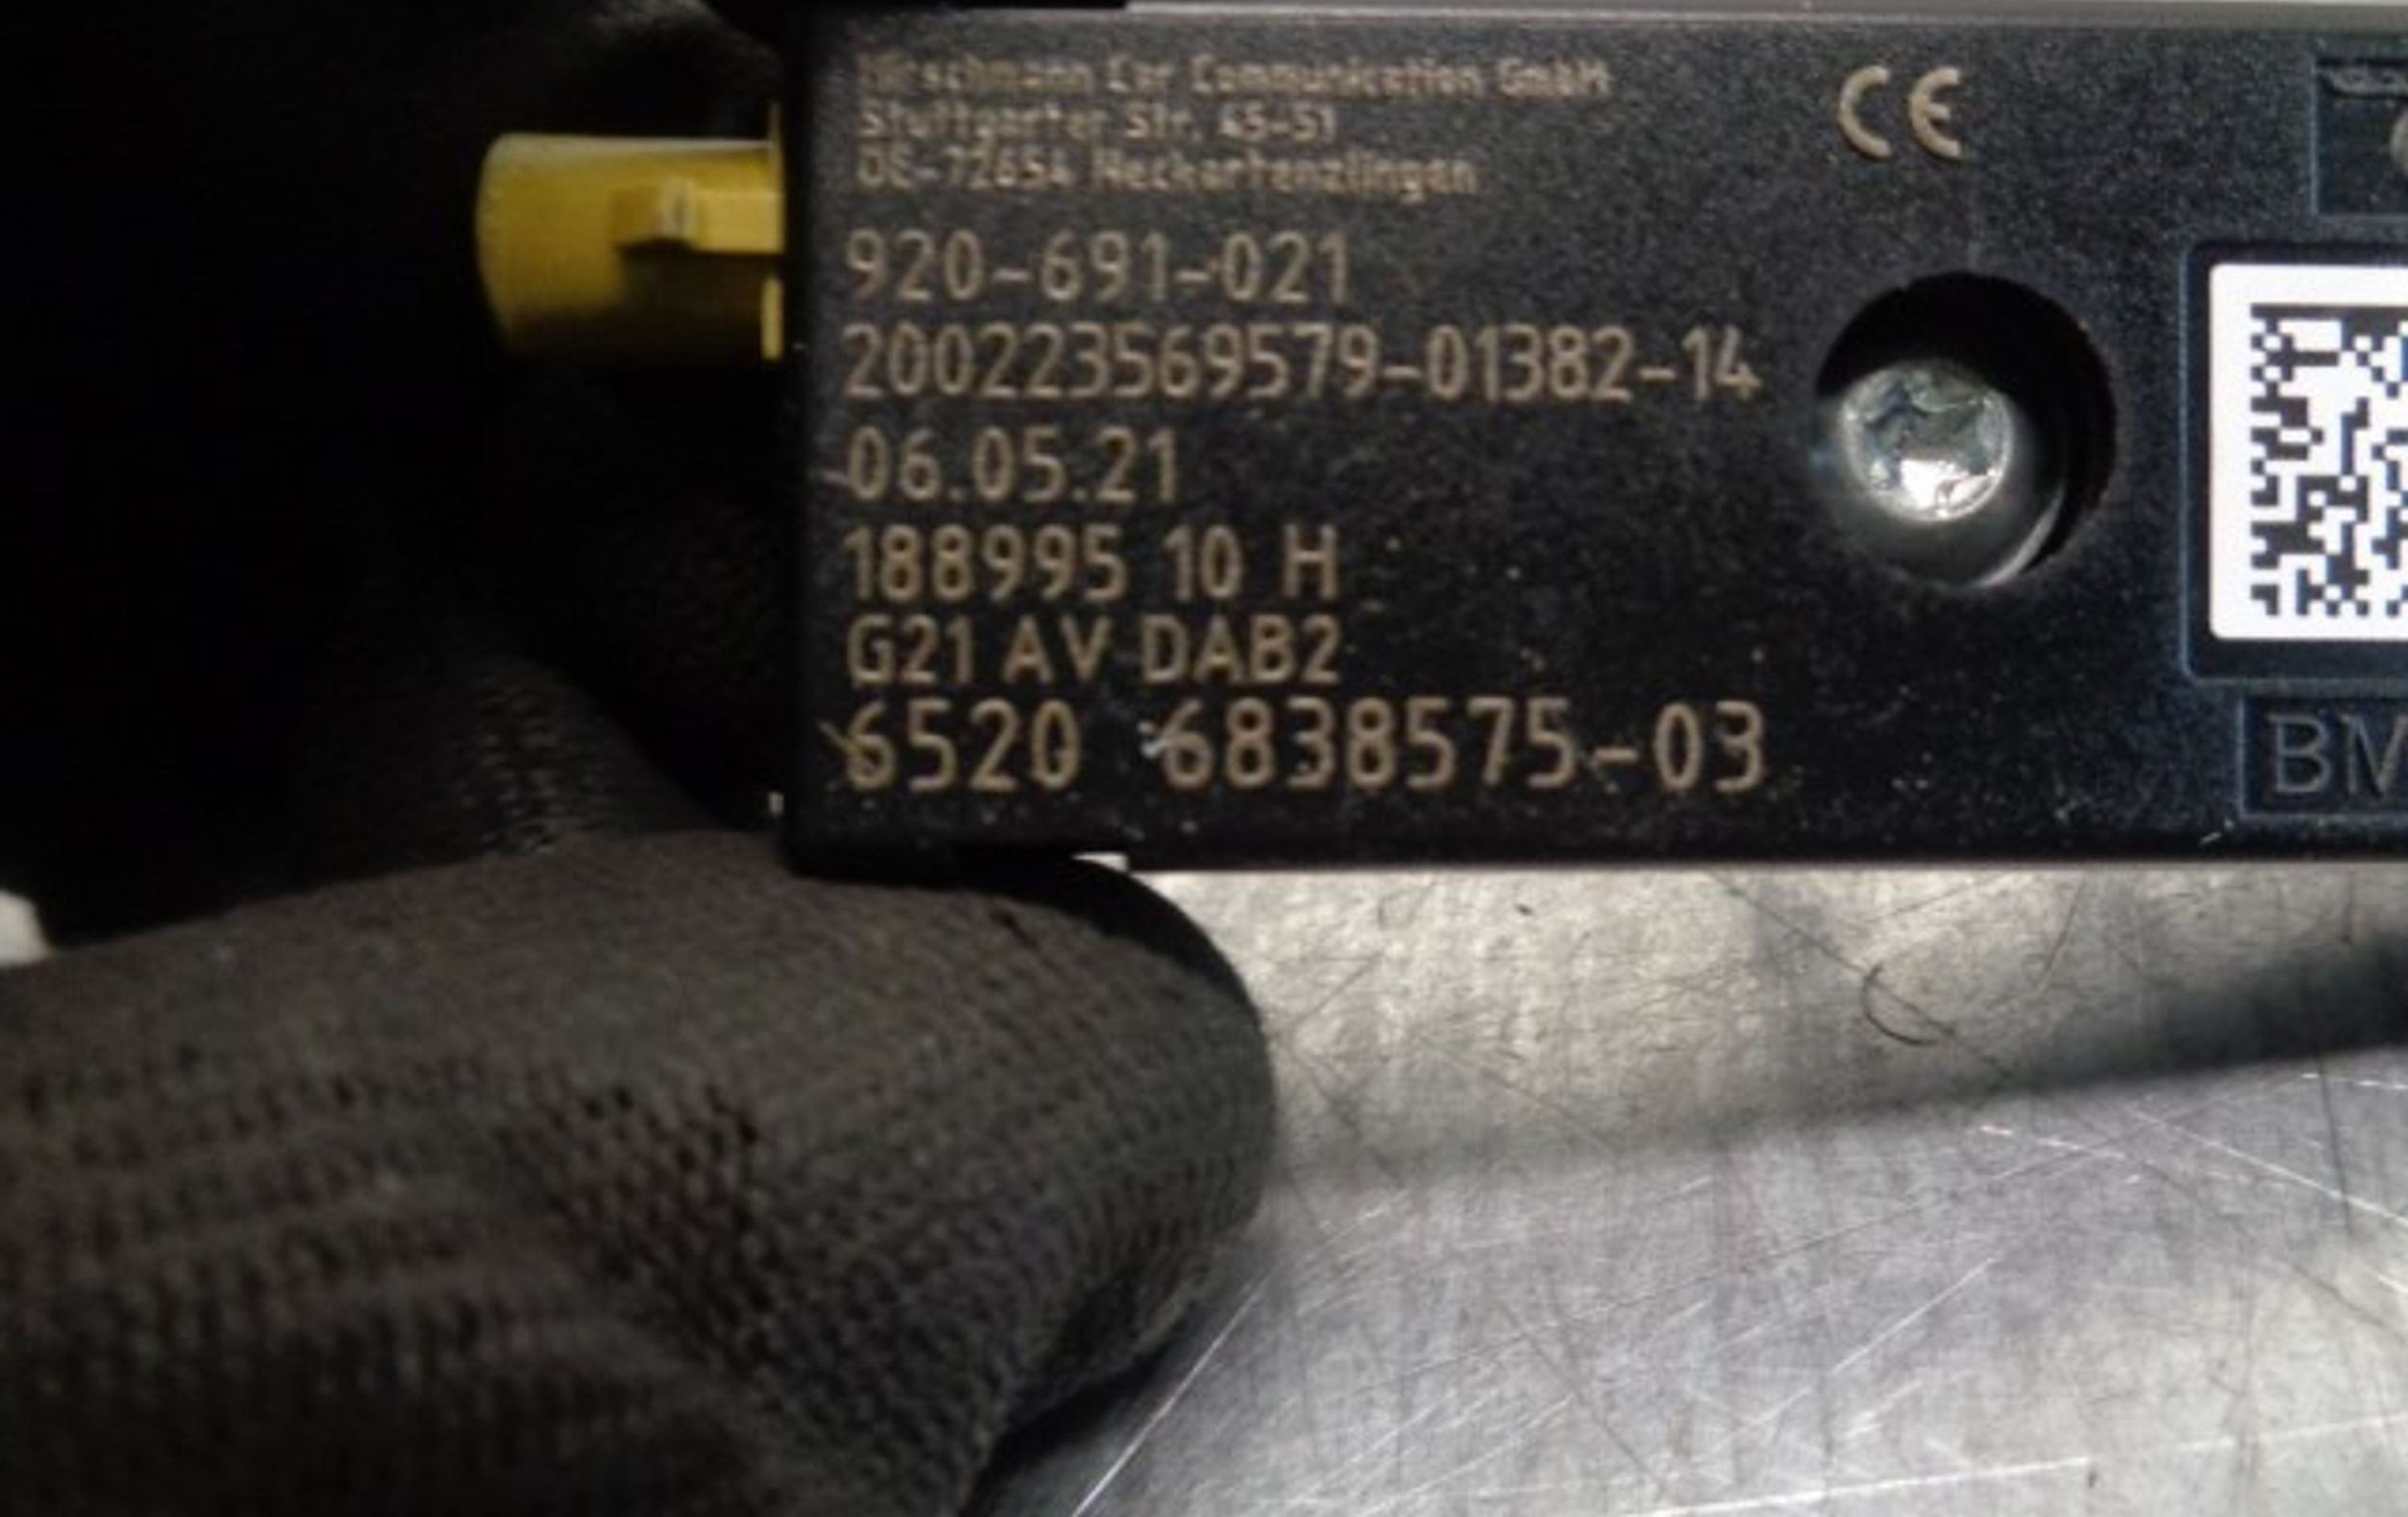 Hirschmann Car Communication GmbH
Stuttgarter Str. 45-51
DE-72654 Neckartenzlingen
CE
920-691-021
200223569579-01382-14
06.05.21
188995 10 H
G21 AV DAB2
6520 6838575-03
BM